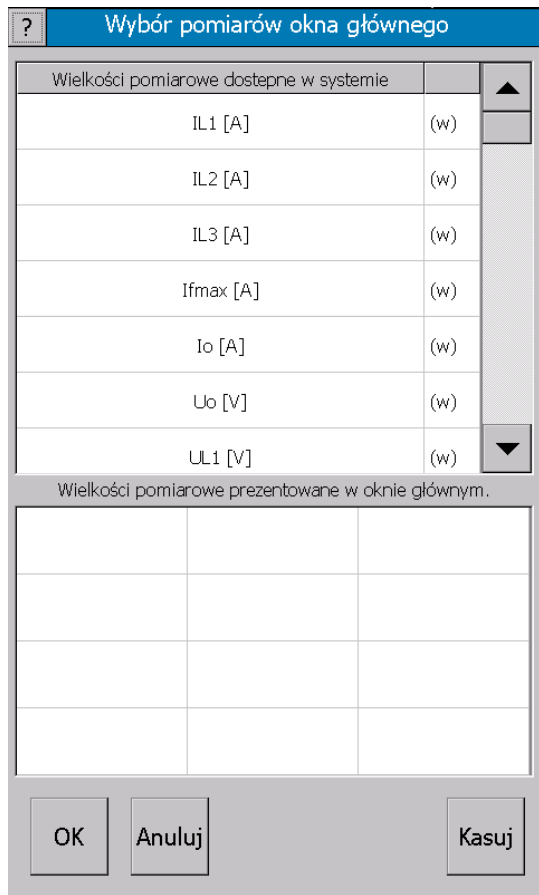 ? Wybór pomiarów okna głównego
Wielkości pomiarowe dostepne w systemie
IL1 [A] (w)
IL2 [A] (w)
IL3 [A] (w)
Ifmax [A] (w)
Io [A] (w)
Uo [V] (w)
UL1 [V] (w)
Wielkości pomiarowe prezentowane w oknie głównym.
OK Anuluj Kasuj